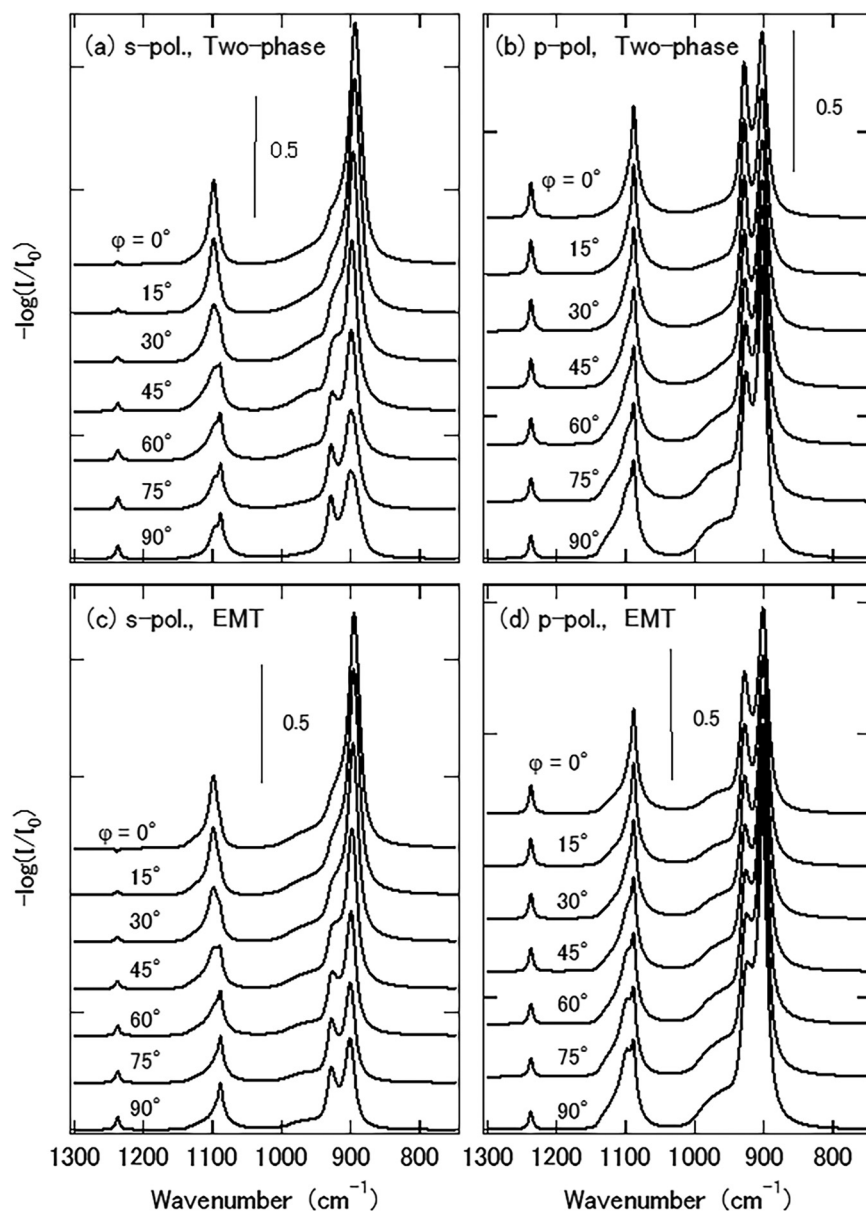 (a) s-pol., Two-phase
0.5
φ = 0°
15°
30°
45°
60°
75°
90°
-log(I/I0)
(b) p-pol, Two-phase
0.5
φ = 0°
15°
30°
45°
60°
75°
90°
(c) s-pol., EMT
0.5
φ = 0°
15°
30°
45°
60°
75°
90°
-log(I/I0)
1300 1200 1100 1000 900 800
Wavenumber (cm⁻¹)
(d) p-pol., EMT
0.5
φ = 0°
15°
30°
45°
60°
75°
90°
1300 1200 1100 1000 900 800
Wavenumber (cm⁻¹)